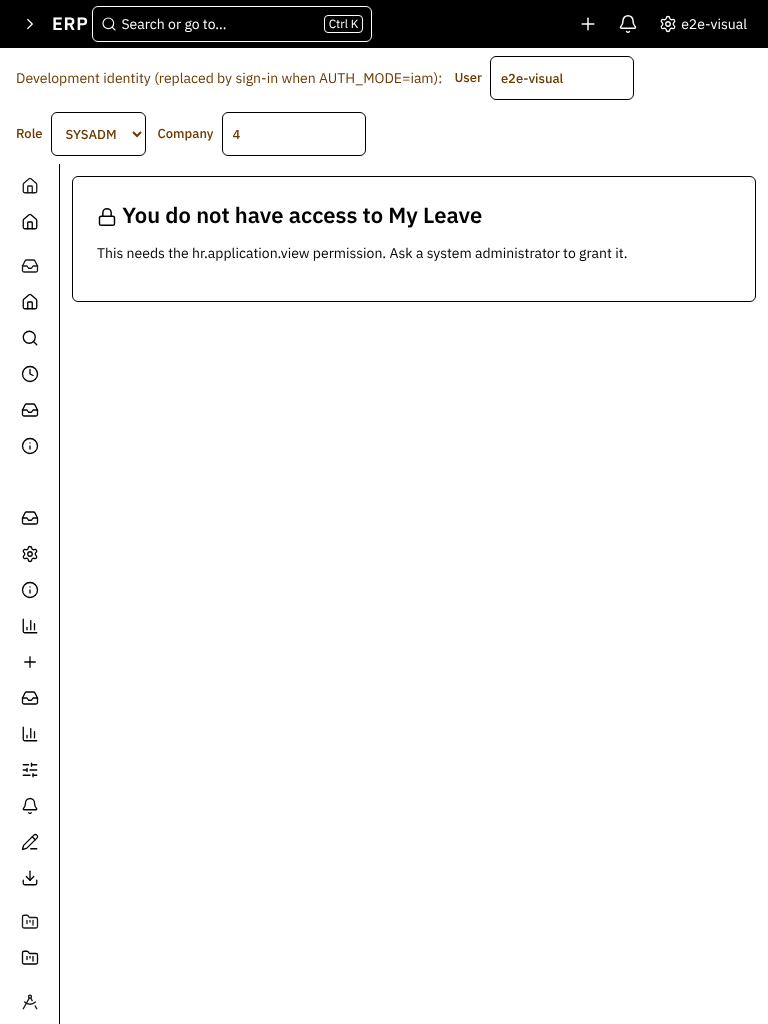 ERP Search or go to... Ctrl K e2e-visual
Development identity (replaced by sign-in when AUTH_MODE=iam): User e2e-visual
Role SYSADM Company 4
You do not have access to My Leave
This needs the hr.application.view permission. Ask a system administrator to grant it.